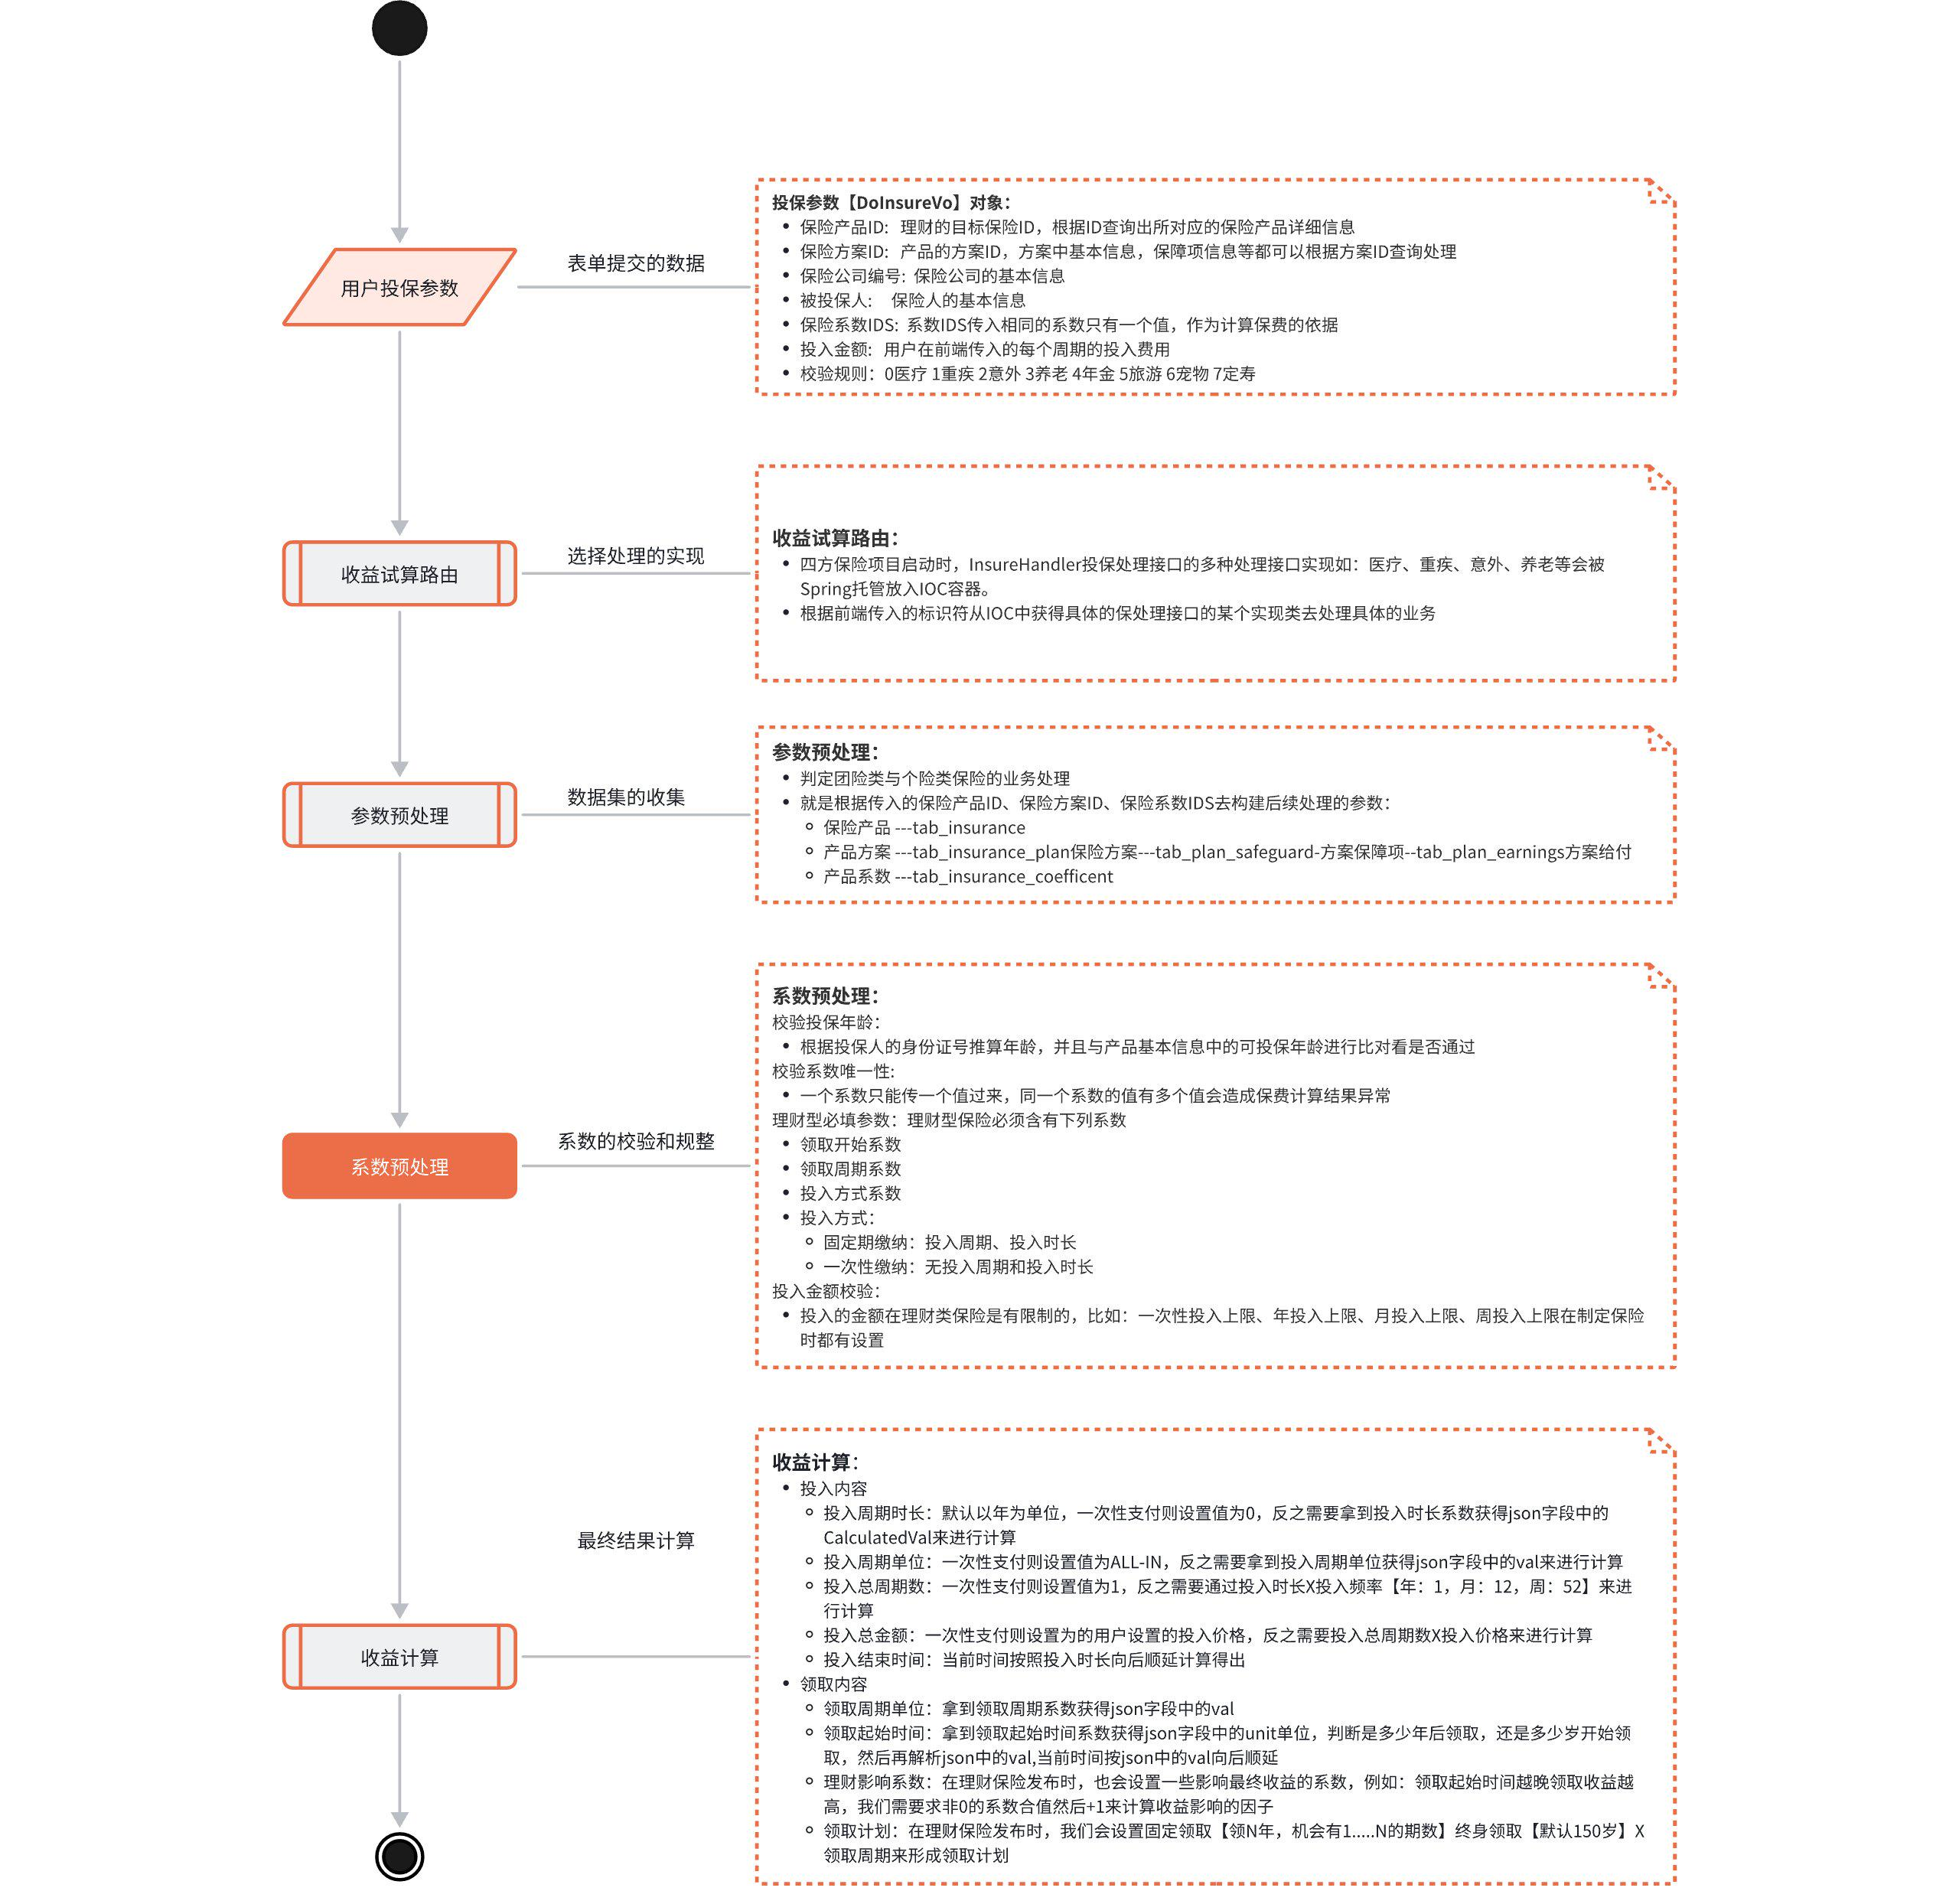 投保参数【DoInsureVo】对象：
保险产品ID： 理财的目标保险ID，根据ID查询出所对应的保险产品详细信息
保险方案ID： 产品的方案ID，方案中基本信息，保障项信息等都可以根据方案ID查询处理
保险公司编号：保险公司的基本信息
被投保人:    保险人的基本信息
保险系数IDS：系数IDS传入相同的系数只有一个值，作为计算保费的依据
投入金额： 用户在前端传入的每个周期的投入费用
校验规则：0医疗 1重疾 2意外 3养老 4年金 5旅游 6宠物 7定寿
表单提交的数据
用户投保参数
收益试算路由：
四方保险项目启动时，InsureHandler投保处理接口的多种处理接口实现如：医疗、重疾、意外、养老等会被
Spring托管放入IOC容器。
根据前端传入的标识符从IOC中获得具体的保处理接口的某个实现类去处理具体的业务
选择处理的实现
收益试算路由
参数预处理：
判定团险类与个险类保险的业务处理
就是根据传入的保险产品ID、保险方案ID、保险系数IDS去构建后续处理的参数：
保险产品 ---tab_insurance
产品方案 ---tab_insurance_plan保险方案---tab_plan_safeguard-方案保障项--tab_plan_earnings方案给付
产品系数 ---tab_insurance_coefficent
数据集的收集
参数预处理
系数预处理：
校验投保年龄：
根据投保人的身份证号推算年龄，并且与产品基本信息中的可投保年龄进行比对看是否通过
校验系数唯一性:
一个系数只能传一个值过来，同一个系数的值有多个值会造成保费计算结果异常
理财型必填参数：理财型保险必须含有下列系数
领取开始系数
领取周期系数
投入方式系数
投入方式：
固定期缴纳：投入周期、投入时长
一次性缴纳：无投入周期和投入时长
投入金额校验：
投入的金额在理财类保险是有限制的，比如：一次性投入上限、年投入上限、月投入上限、周投入上限在制定保险
时都有设置
系数的校验和规整
系数预处理
收益计算：
投入内容
投入周期时长：默认以年为单位，一次性支付则设置值为0，反之需要拿到投入时长系数获得json字段中的
CalculatedVal来进行计算
投入周期单位：一次性支付则设置值为ALL-IN，反之需要拿到投入周期单位获得json字段中的val来进行计算
投入总周期数：一次性支付则设置值为1，反之需要通过投入时长X投入频率【年：1，月：12，周：52】来进
行计算
投入总金额：一次性支付则设置为的用户设置的投入价格，反之需要投入总周期数X投入价格来进行计算
投入结束时间：当前时间按照投入时长向后顺延计算得出
领取内容
领取周期单位：拿到领取周期系数获得json字段中的val
领取起始时间：拿到领取起始时间系数获得json字段中的unit单位，判断是多少年后领取，还是多少岁开始领
取，然后再解析json中的val,当前时间按json中的val向后顺延
理财影响系数：在理财保险发布时，也会设置一些影响最终收益的系数，例如：领取起始时间越晚领取收益越
高，我们需要求非0的系数合值然后+1来计算收益影响的因子
领取计划：在理财保险发布时，我们会设置固定领取【领N年，机会有1.....N的期数】终身领取【默认150岁】X
领取周期来形成领取计划
最终结果计算
收益计算